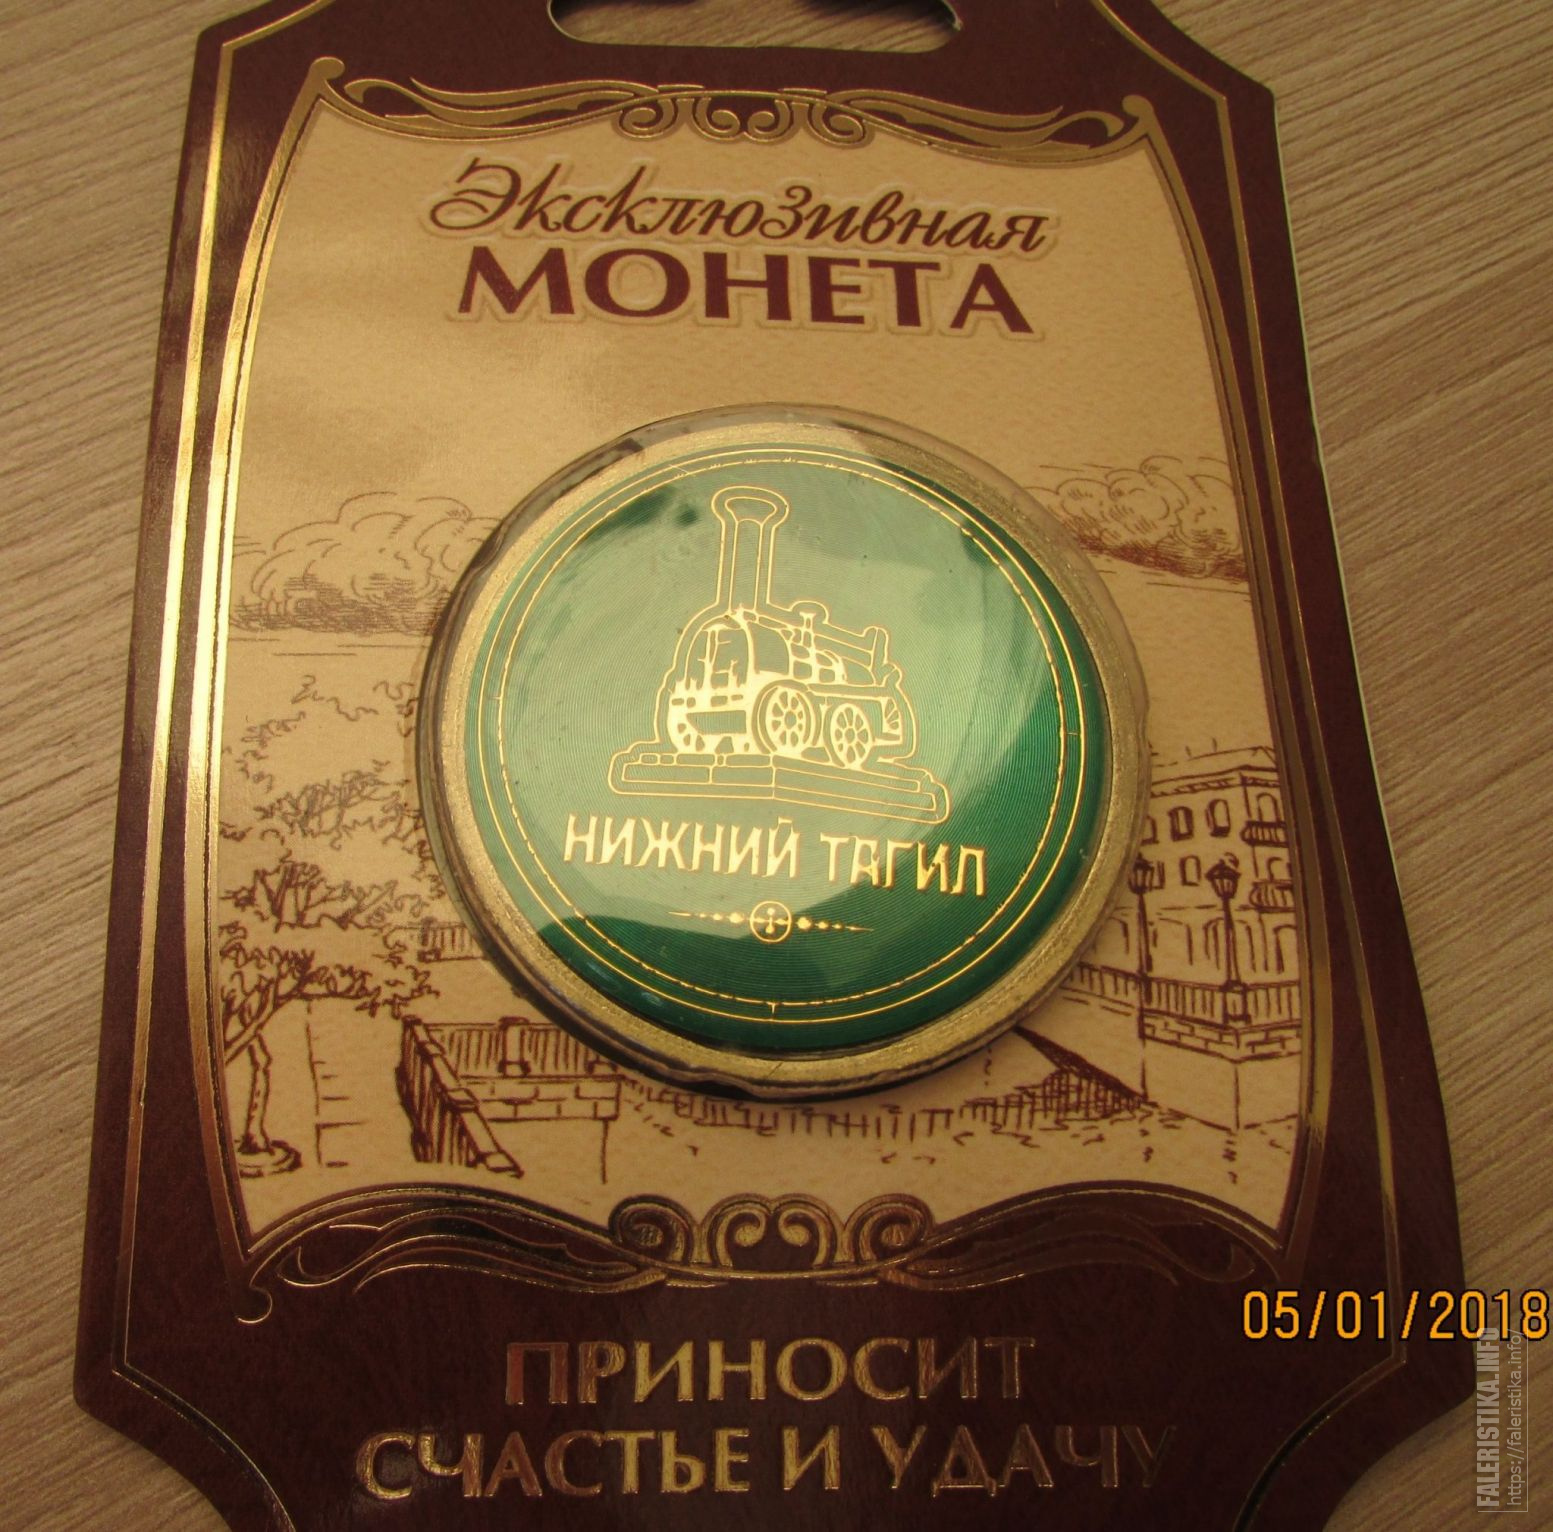 Эксклюзивная
МОНЕТА
НИЖНИЙ ТАГИЛ
05/01/2018
ПРИНОСИТ
СЧАСТЬЕ И УДАЧУ
FALERISTIKA.INFO
https://faleristika.info/